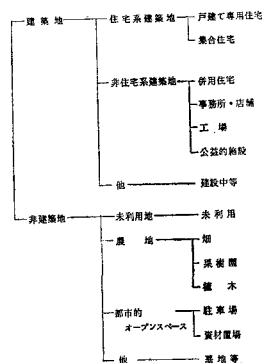 建築地 住宅系建築地 戸建て専用住宅
集合住宅
非住宅系建築地 併用住宅
事務所・店舗
工場
公益的施設
他 建設中等
非建築地 未利用地 未利用
農地 畑
果樹園
植木
都市的 駐車場
オープンスペース
資材置場
他 墓地等